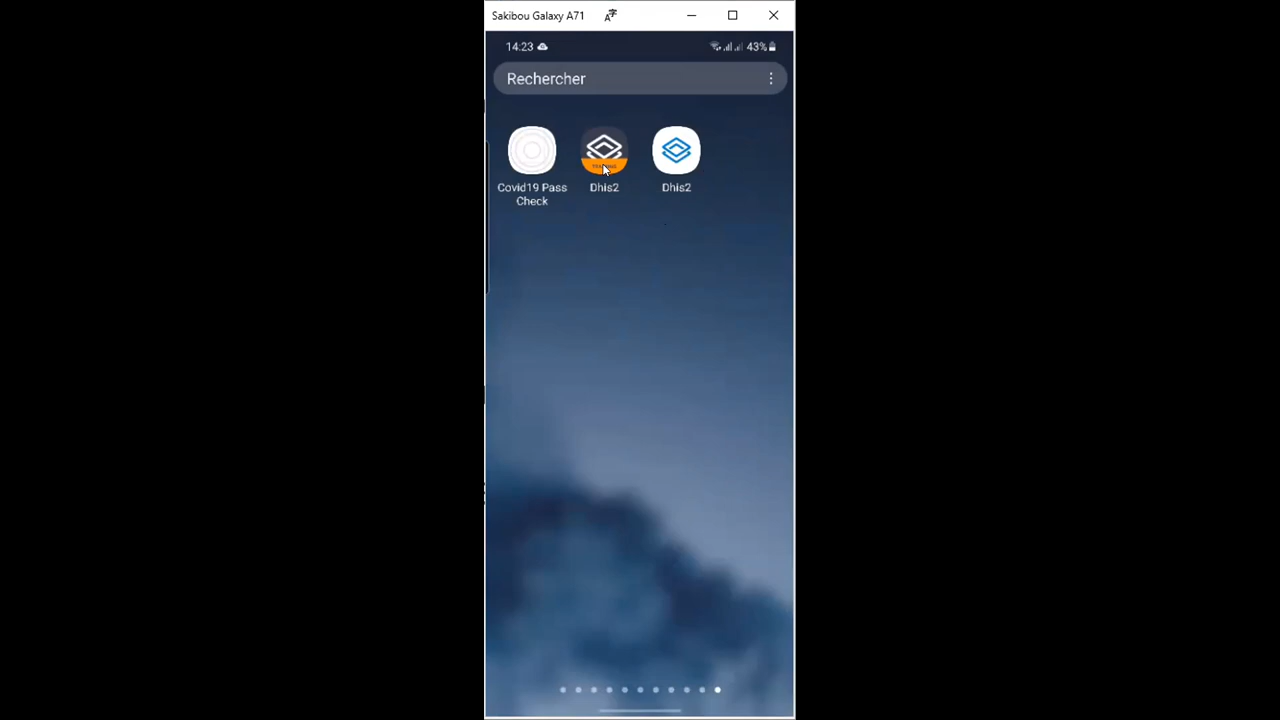 Sakibou Galaxy A71
14:23 43%
Rechercher
Covid19 Pass Check
Dhis2
Dhis2